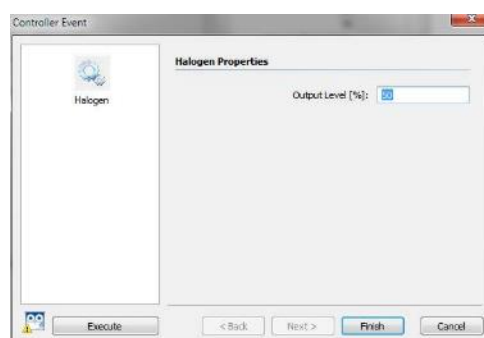 Controller Event
Halogen Properties
Halogen
Output Level [%]: 50
Execute
< Back
Next >
Finish
Cancel